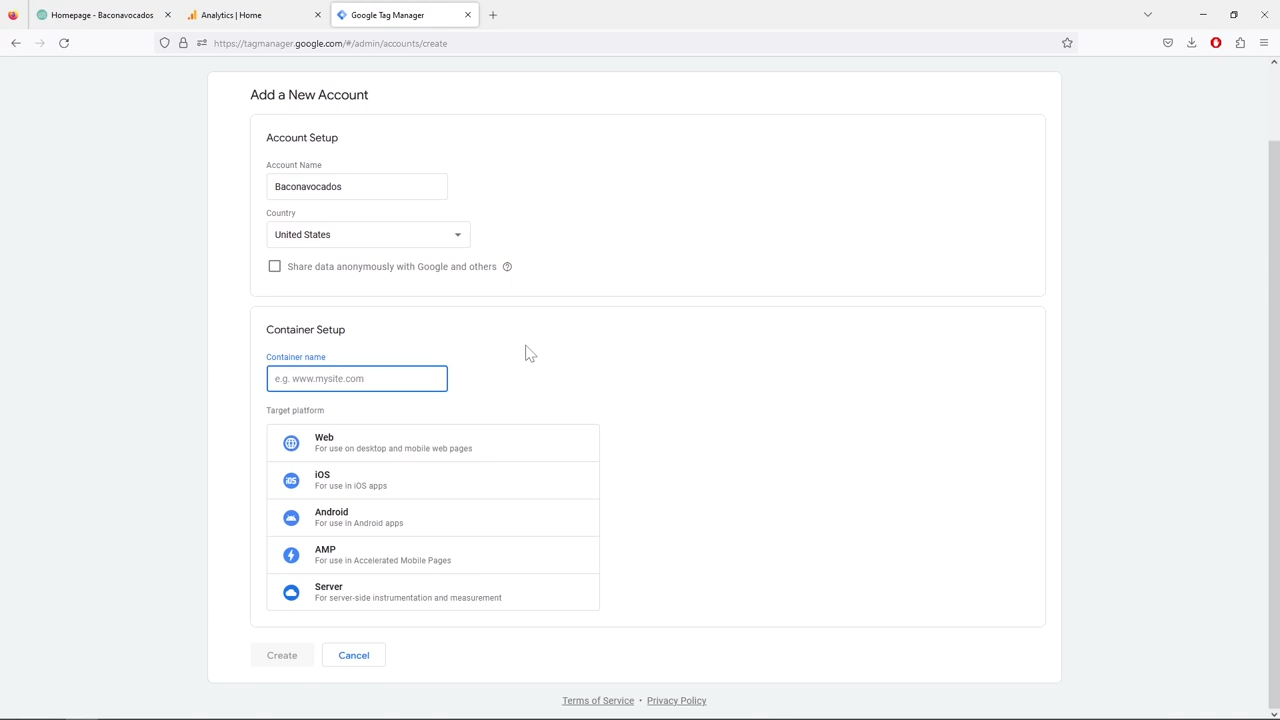 Homepage - Baconavocados
Analytics | Home
Google Tag Manager
https://tagmanager.google.com/#/admin/accounts/create
Add a New Account
Account Setup
Account Name
Baconavocados
Country
United States
Share data anonymously with Google and others
Container Setup
Container name
e.g. www.mysite.com
Target platform
Web
For use on desktop and mobile web pages
iOS
iOS
For use in iOS apps
Android
For use in Android apps
AMP
For use in Accelerated Mobile Pages
Server
For server-side instrumentation and measurement
Create
Cancel
Terms of Service • Privacy Policy